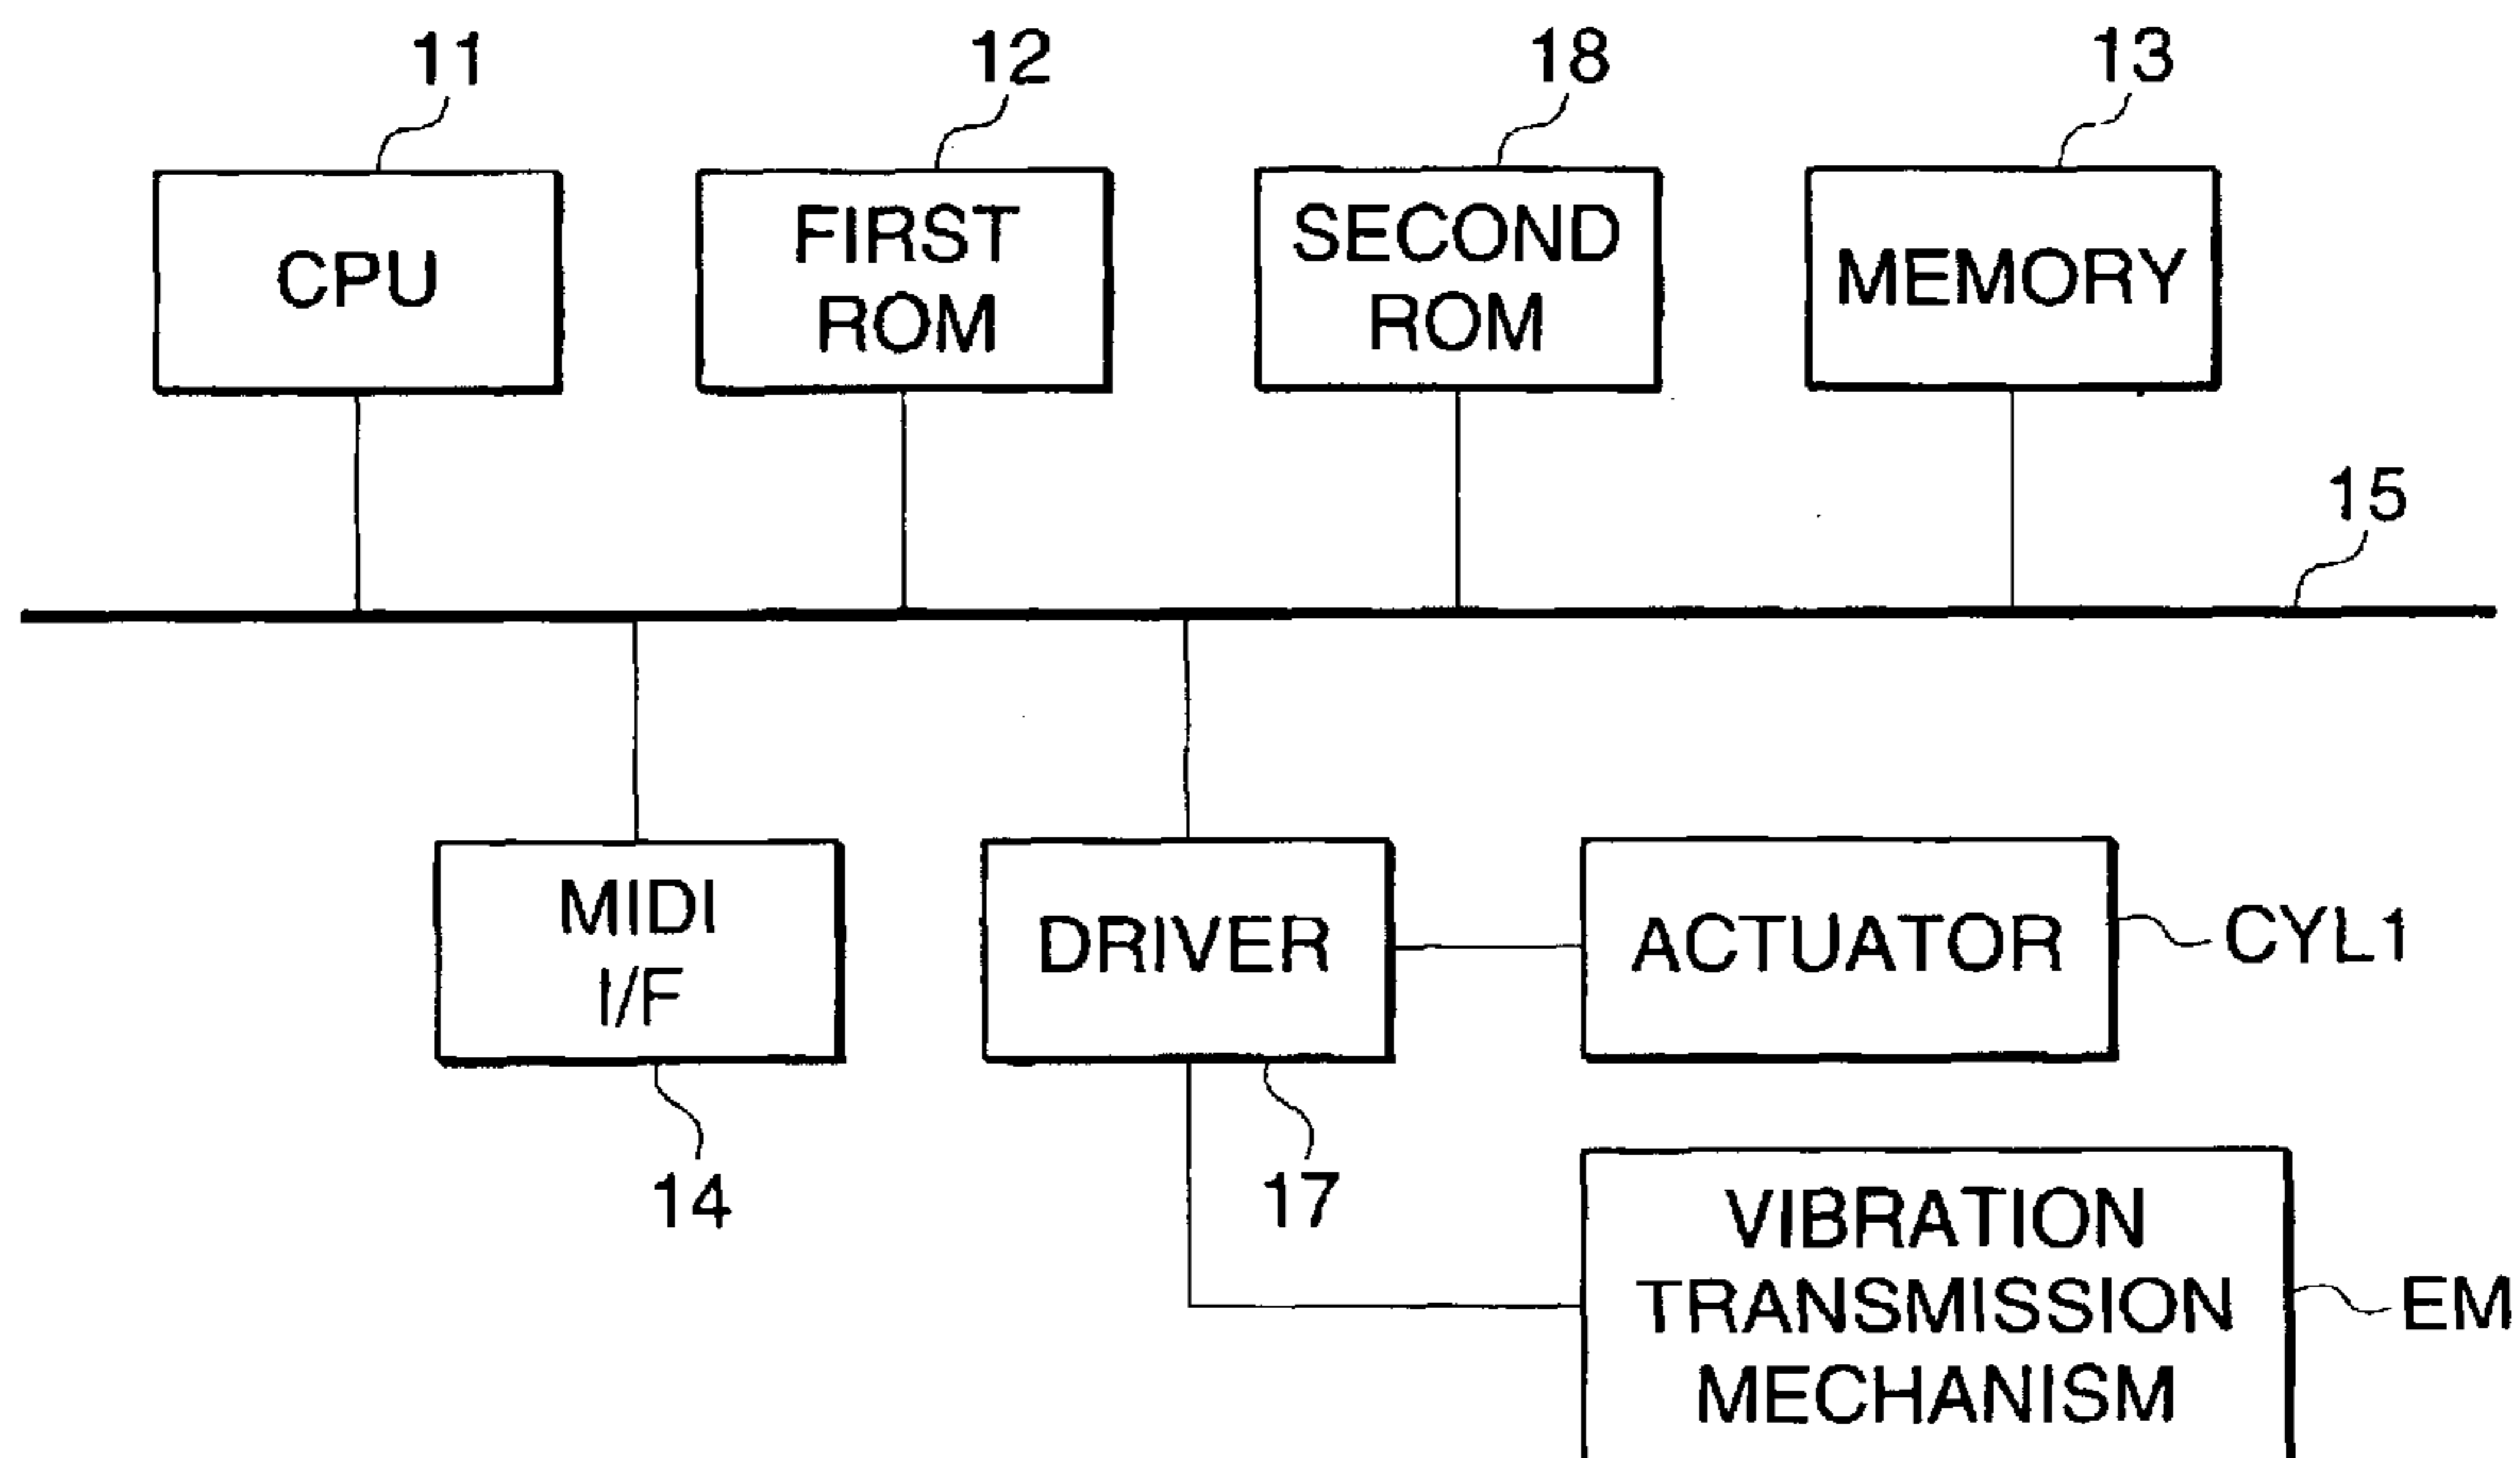 11
12
18
13
CPU
FIRST
ROM
SECOND
ROM
MEMORY
15
MIDI
I/F
DRIVER
ACTUATOR
CYL1
14
17
VIBRATION
TRANSMISSION
MECHANISM
EM